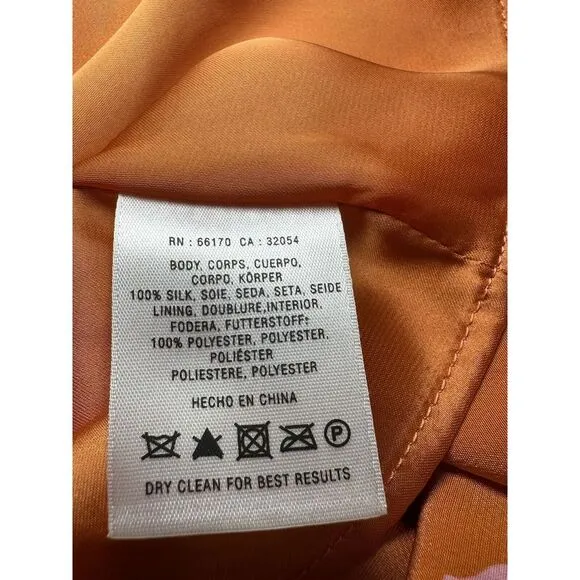 RN : 66170 CA : 32054
BODY, CORPS, CUERPO,
CORPO, KÖRPER
100% SILK, SOIE, SEDA, SETA, SEIDE
LINING, DOUBLURE,INTERIOR,
FODERA, FUTTERSTOFF:
100% POLYESTER, POLYESTER,
POLIÉSTER
POLIESTERE, POLYESTER
HECHO EN CHINA
P
DRY CLEAN FOR BEST RESULTS